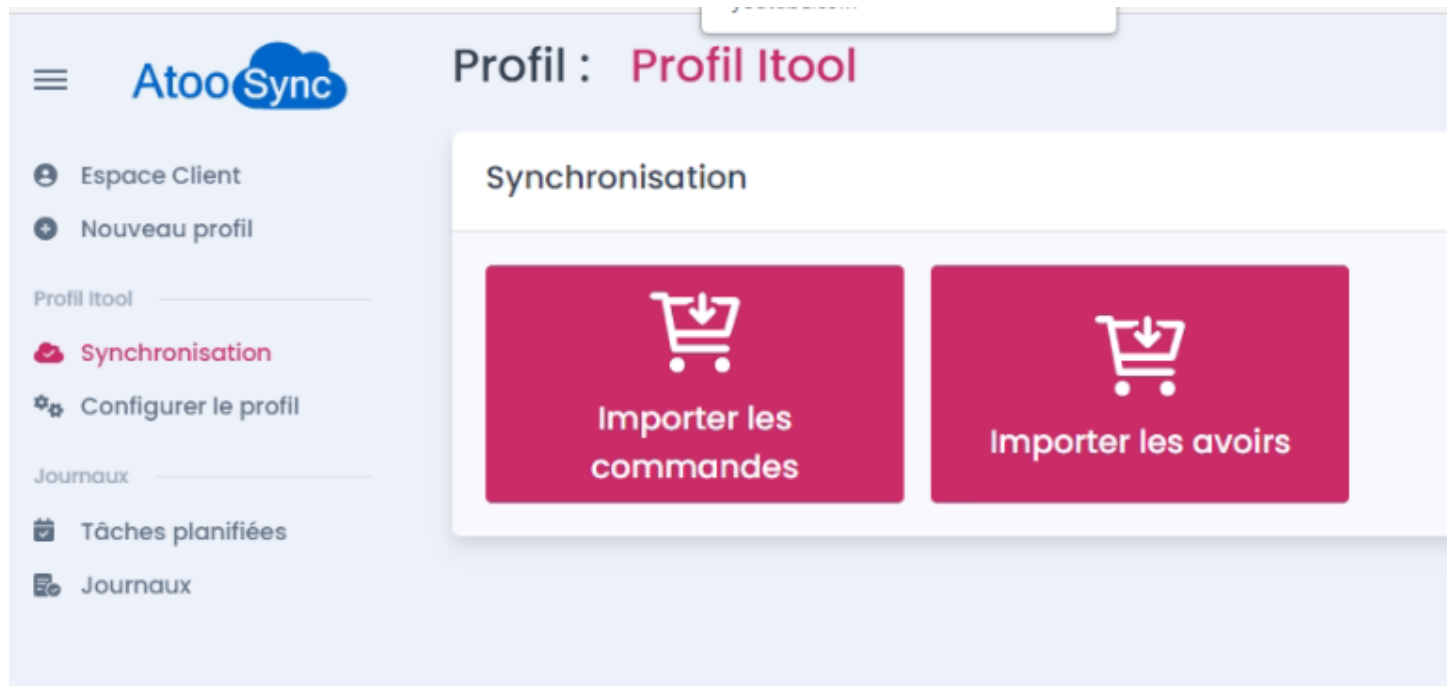 AtooSync
Profil : Profil Itool
Espace Client
Nouveau profil
Profil Itool
Synchronisation
Configurer le profil
Journaux
Tâches planifiées
Journaux
Synchronisation
Importer les
commandes
Importer les avoirs